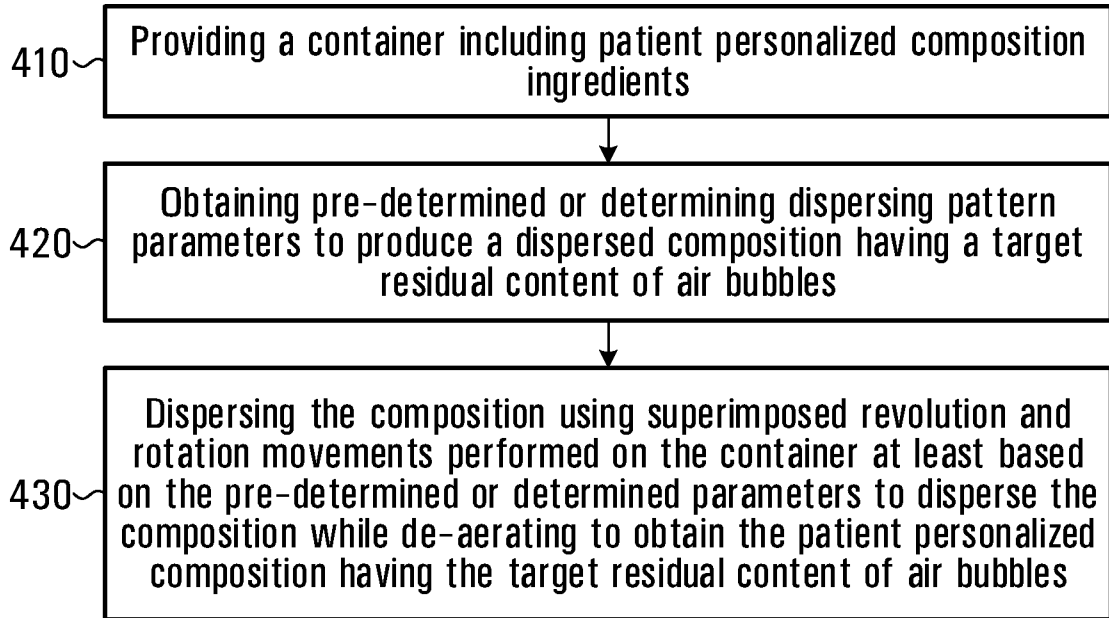 410
Providing a container including patient personalized composition
ingredients
420
Obtaining pre-determined or determining dispersing pattern
parameters to produce a dispersed composition having a target
residual content of air bubbles
430
Dispersing the composition using superimposed revolution and
rotation movements performed on the container at least based
on the pre-determined or determined parameters to disperse the
composition while de-aerating to obtain the patient personalized
composition having the target residual content of air bubbles